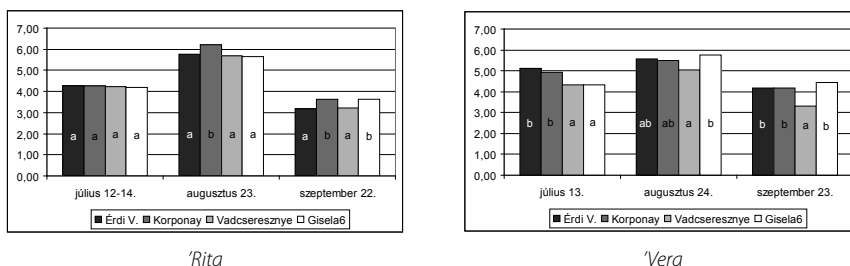 7,00
6,00
5,00
4,00
3,00
2,00
1,00
0,00
a a a a a b a a a b a b
július 12-14. augusztus 23. szeptember 22.
Érdi V. Korponay Vadcseresznye Gisela6
'Rita
7,00
6,00
5,00
4,00
3,00
2,00
1,00
0,00
b b a a ab ab a b b b a b
július 13. augusztus 24. szeptember 23.
Érdi V. Korponay Vadcseresznye Gisela6
'Vera